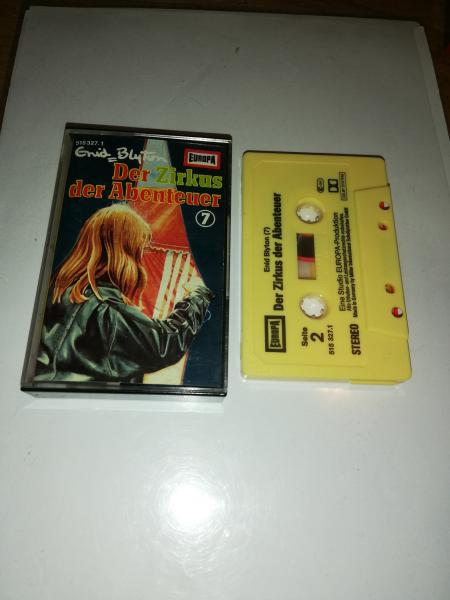 515 327.1
Enid Blyton
EUROPA
Der Zirkus
der Abenteuer
7
Enid Blyton (7)
Der Zirkus der Abenteuer
EUROPA
Seite
2
515 327.1
Eine Studio EUROPA-Produktion
STEREO